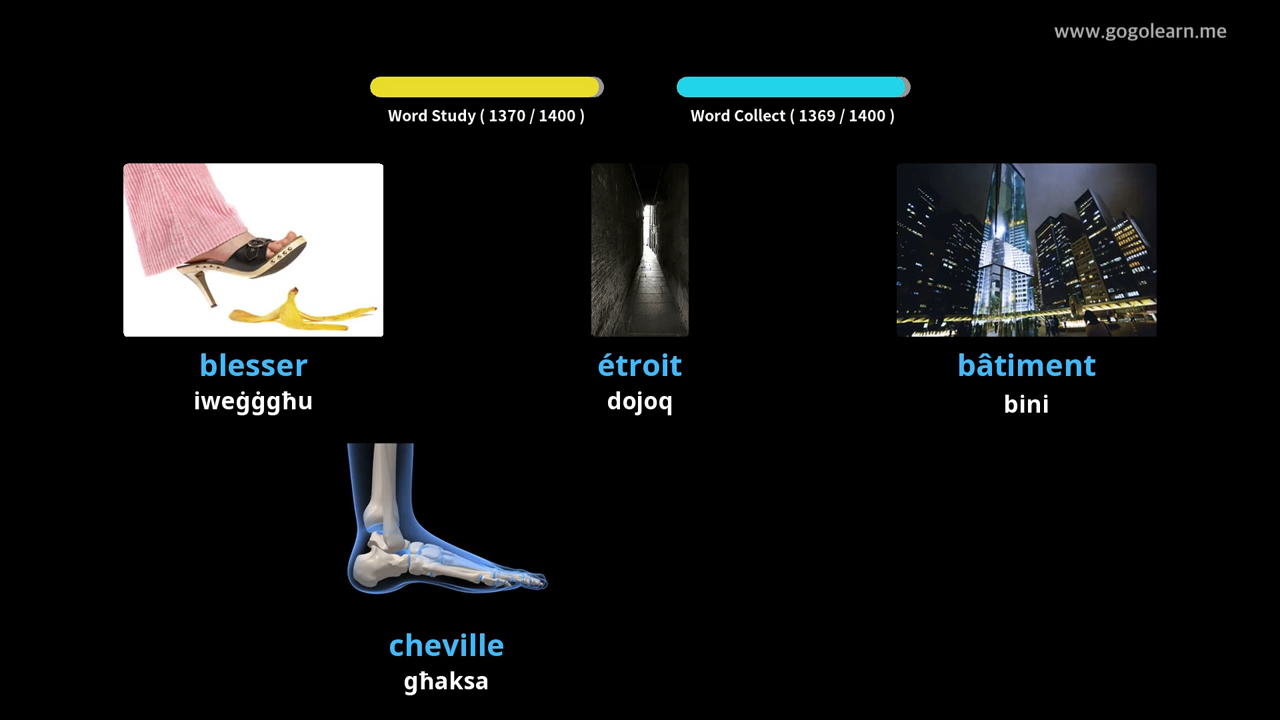 www.gogolearn.me
Word Study ( 1370 / 1400 )
Word Collect ( 1369 / 1400 )
blesser
iweġġgħu
étroit
dojoq
bâtiment
bini
cheville
għaksa